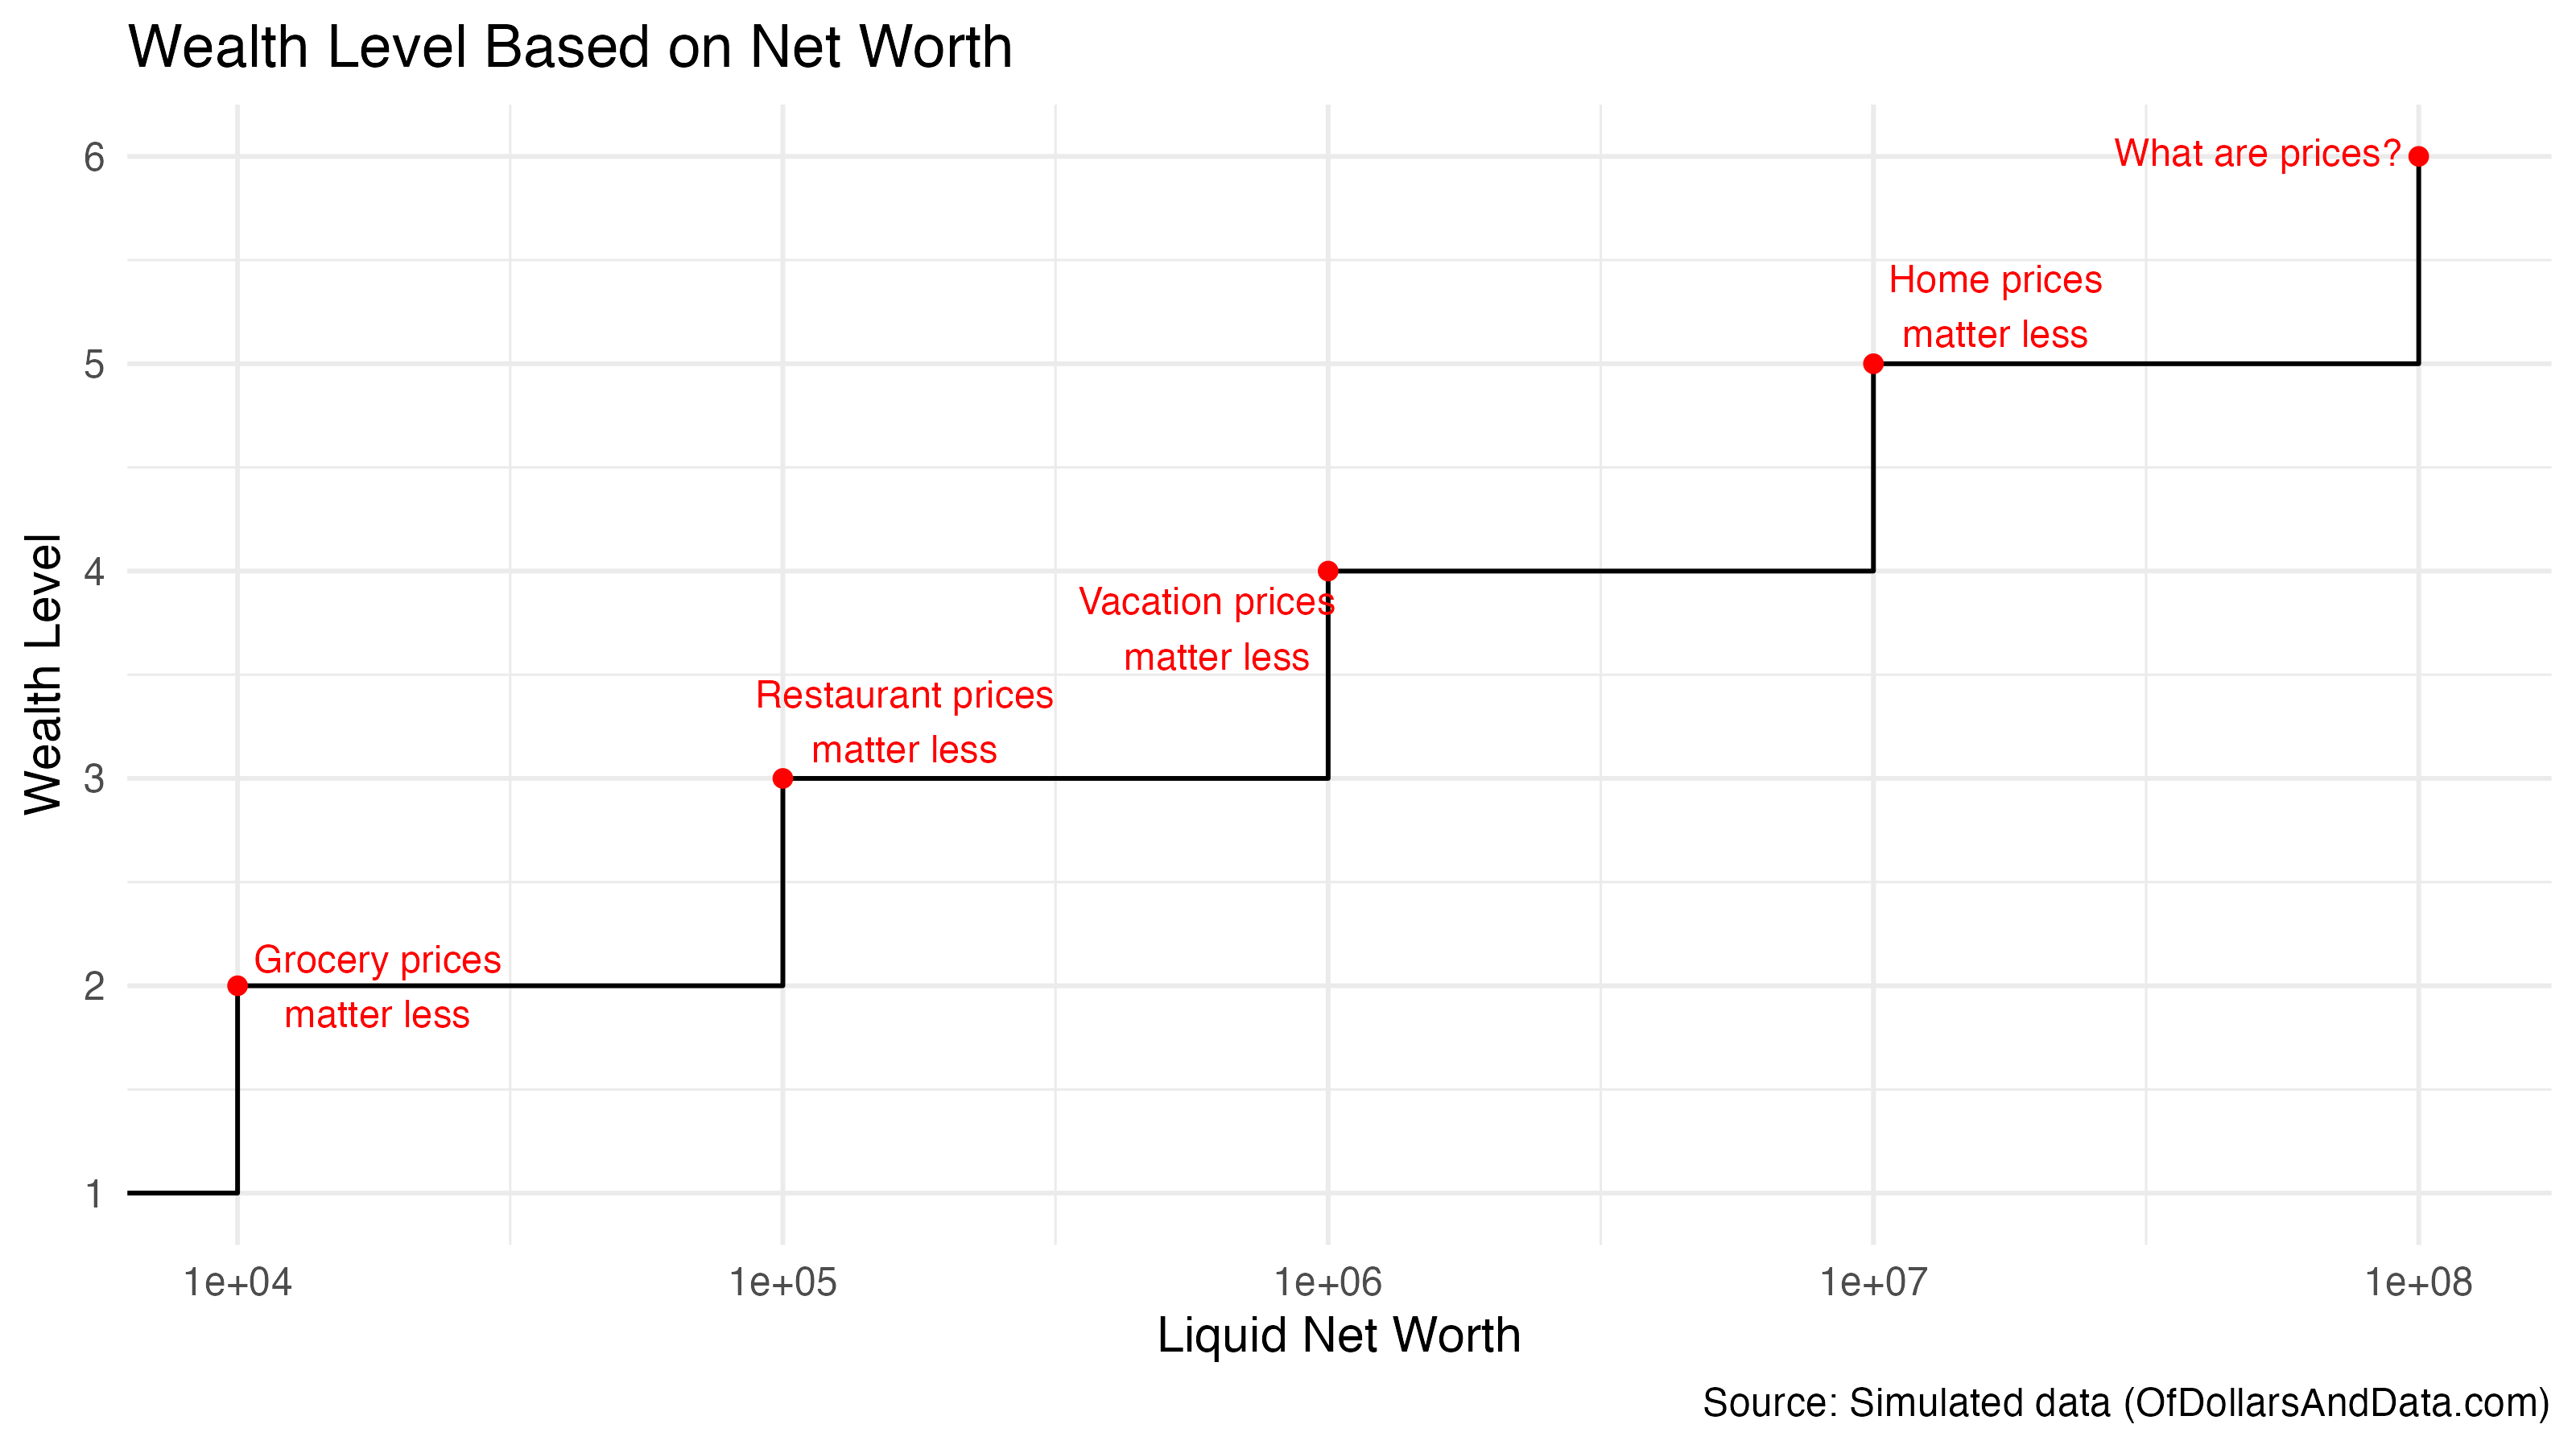 Wealth Level Based on Net Worth
6
What are prices?
Home prices
matter less
5
4
Vacation prices
matter less
Restaurant prices
matter less
3
Grocery prices
2
matter less
1
Wealth Level
1e+04
1e+05
1e+06
1e+07
1e+08
Liquid Net Worth
Source: Simulated data (OfDollarsAndData.com)